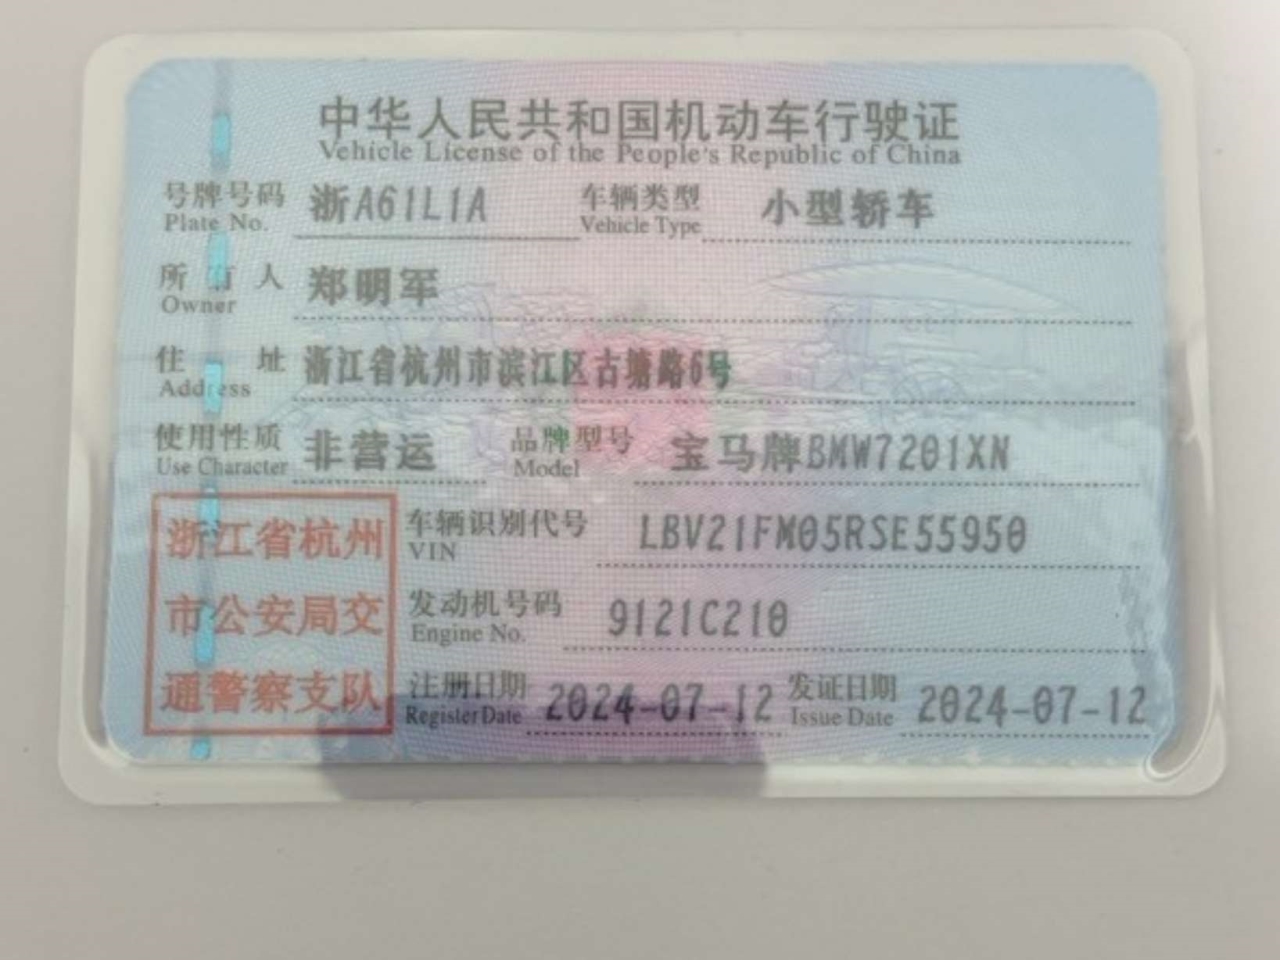 中华人民共和国机动车行驶证
Vehicle License of the People's Republic of China
号牌号码 浙A61L1A 车辆类型 小型轿车
Plate No. Vehicle Type
所有人 郑明军
Owner
住址 浙江省杭州市滨江区古塘路6号
Address
使用性质 非营运 品牌型号 宝马牌BMW7201XN
Use Character Model
浙江省杭州
市公安局交
通警察支队
车辆识别代号 LBV21FM05RSE55950
VIN
发动机号码 9121C210
Engine No.
注册日期 2024-07-12 发证日期 2024-07-12
Register Date Issue Date